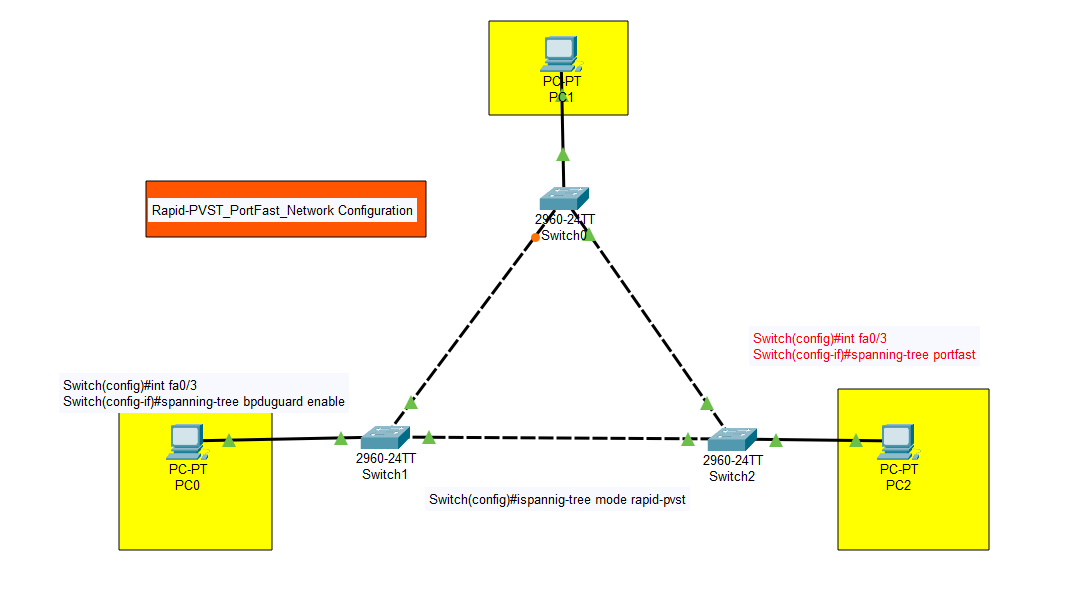 PC-PT
PC1
Rapid-PVST_PortFast_Network Configuration
2960-24TT
Switch0
Switch(config)#int fa0/3
Switch(config-if)#spanning-tree portfast
Switch(config)#int fa0/3
Switch(config-if)#spanning-tree bpduguard enable
PC-PT
PC0
2960-24TT
Switch1
2960-24TT
Switch2
PC-PT
PC2
Switch(config)#ispannig-tree mode rapid-pvst